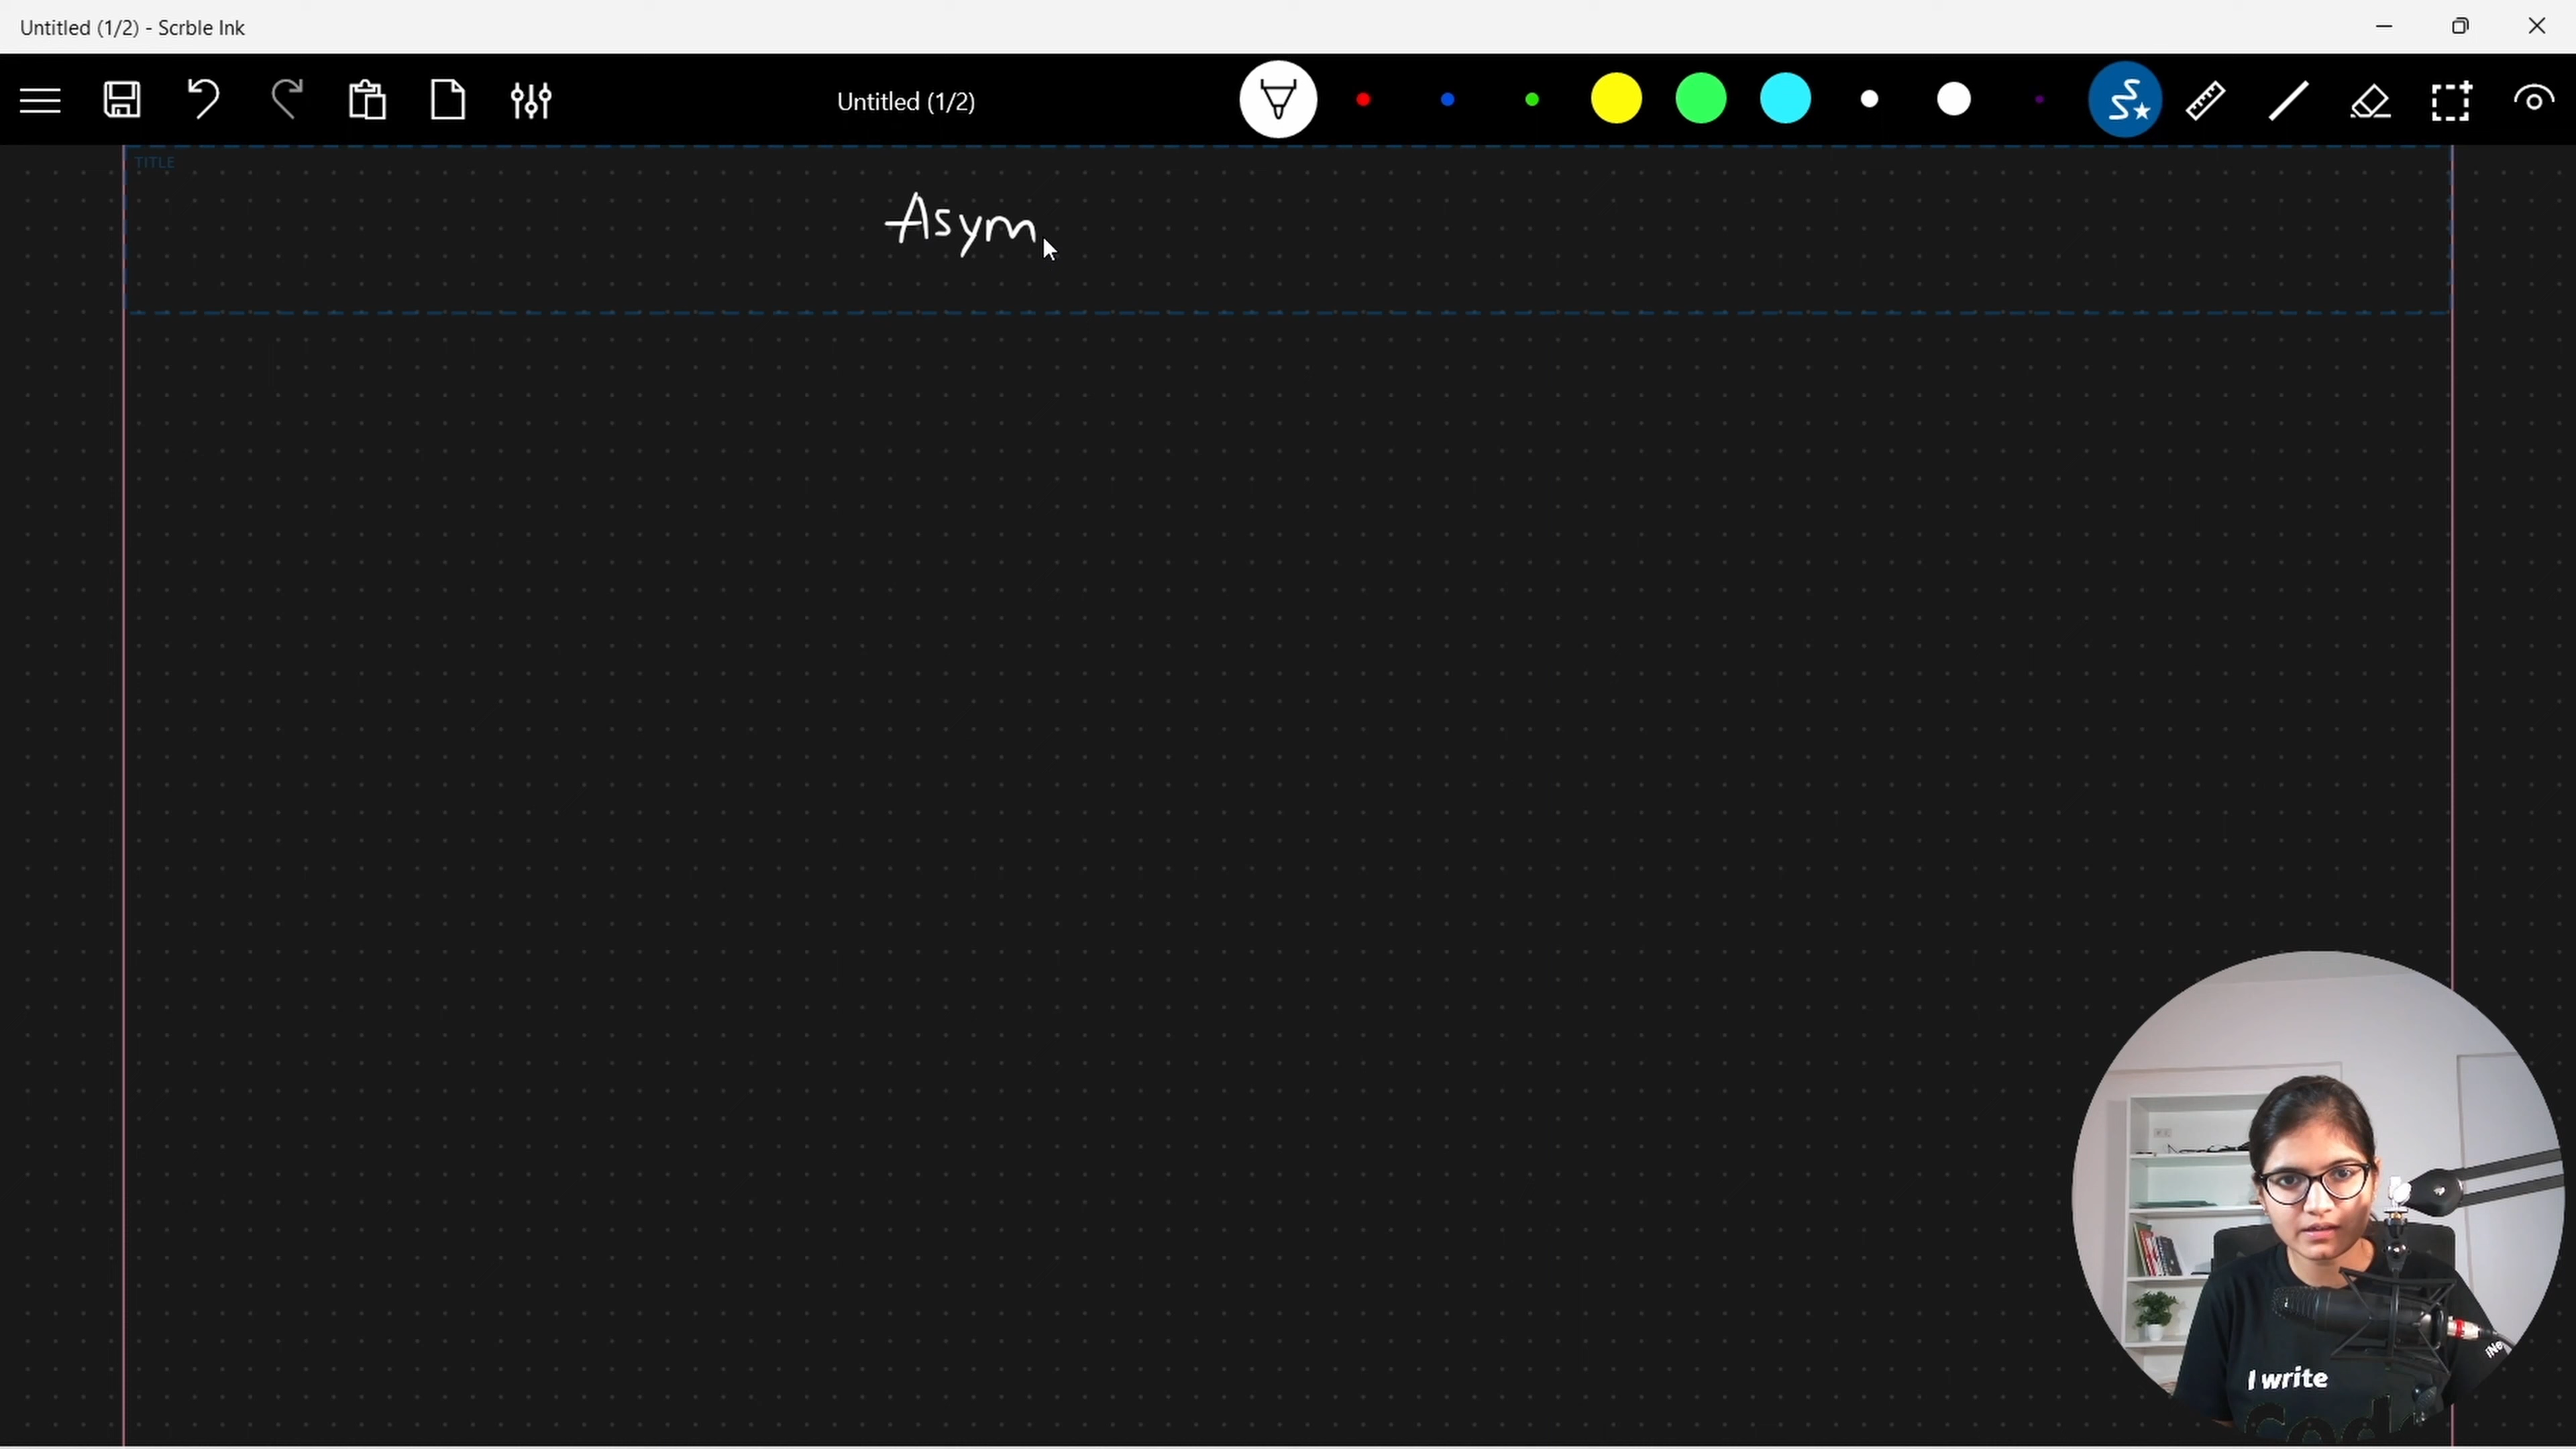 Untitled (1/2) - Scrble Ink
Untitled (1/2)
TITLE
Asym
I write